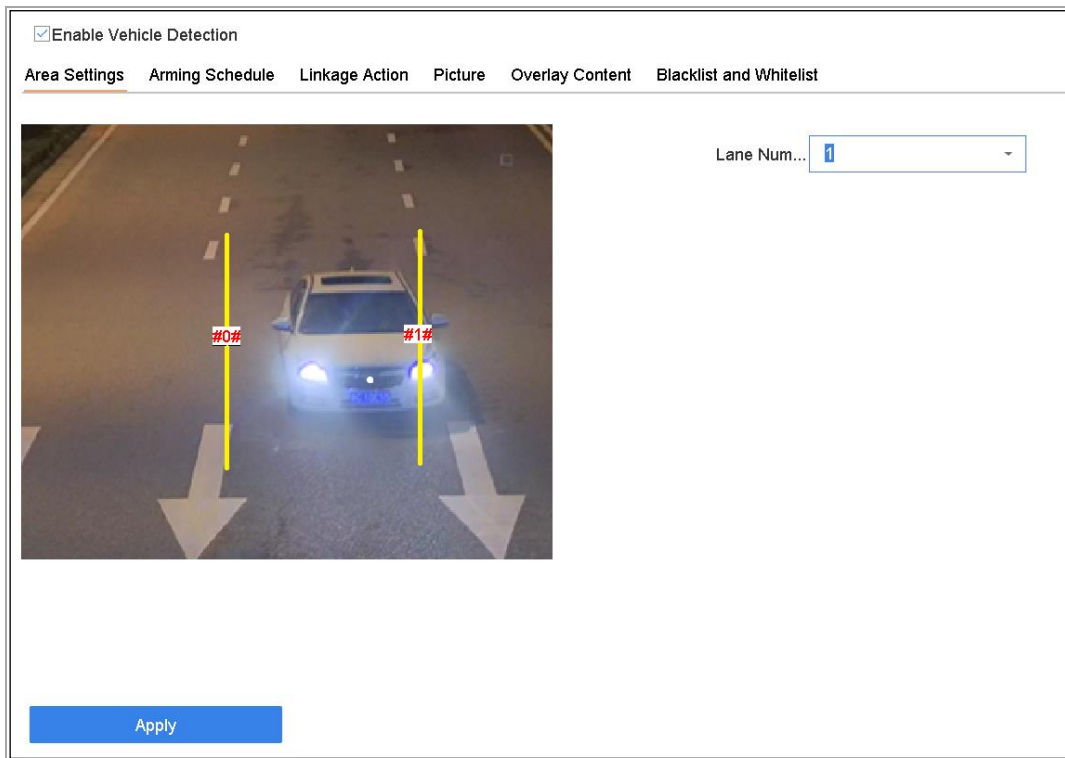 Enable Vehicle Detection
Area Settings Arming Schedule Linkage Action Picture Overlay Content Blacklist and Whitelist
Lane Num... 1
#0# #1#
Apply